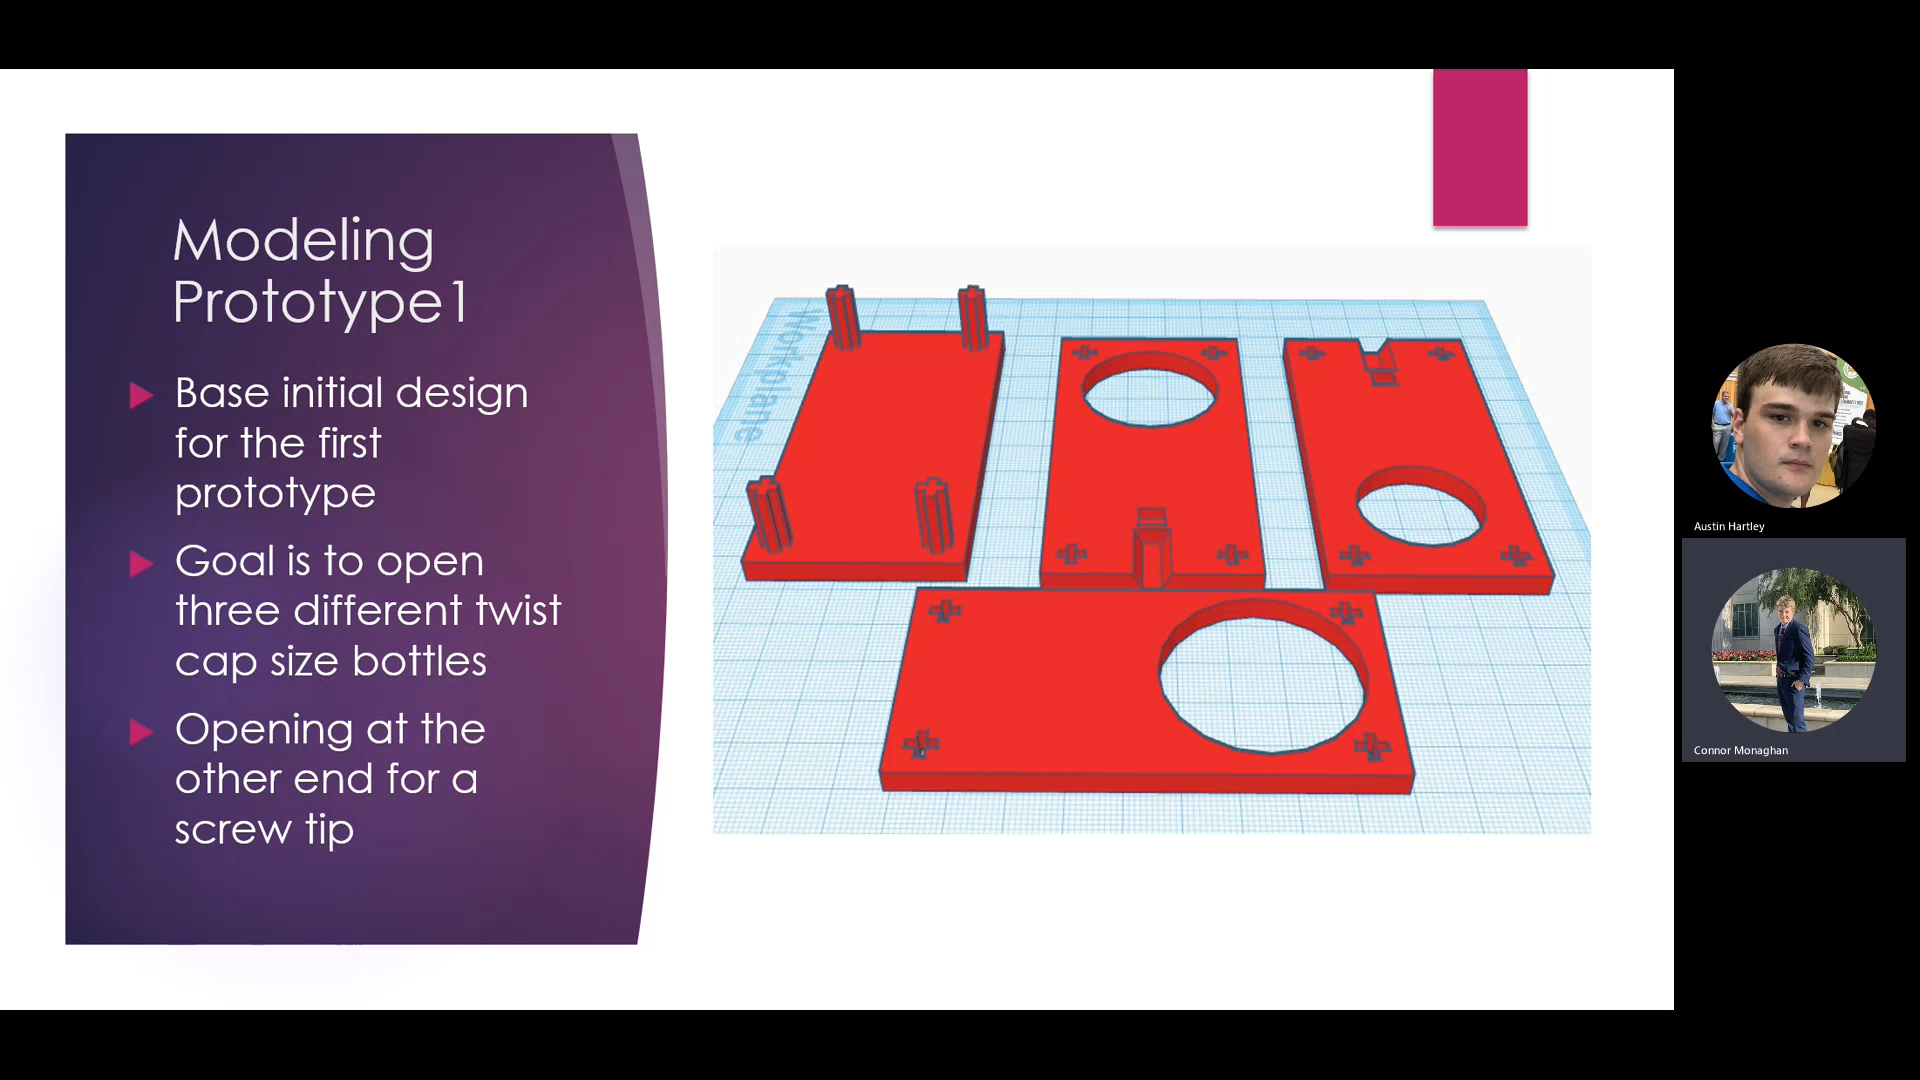 Modeling
Prototype1
Base initial design
for the first
prototype
Goal is to open
three different twist
cap size bottles
Opening at the
other end for a
screw tip
Workplane
Austin Hartley
Connor Monaghan